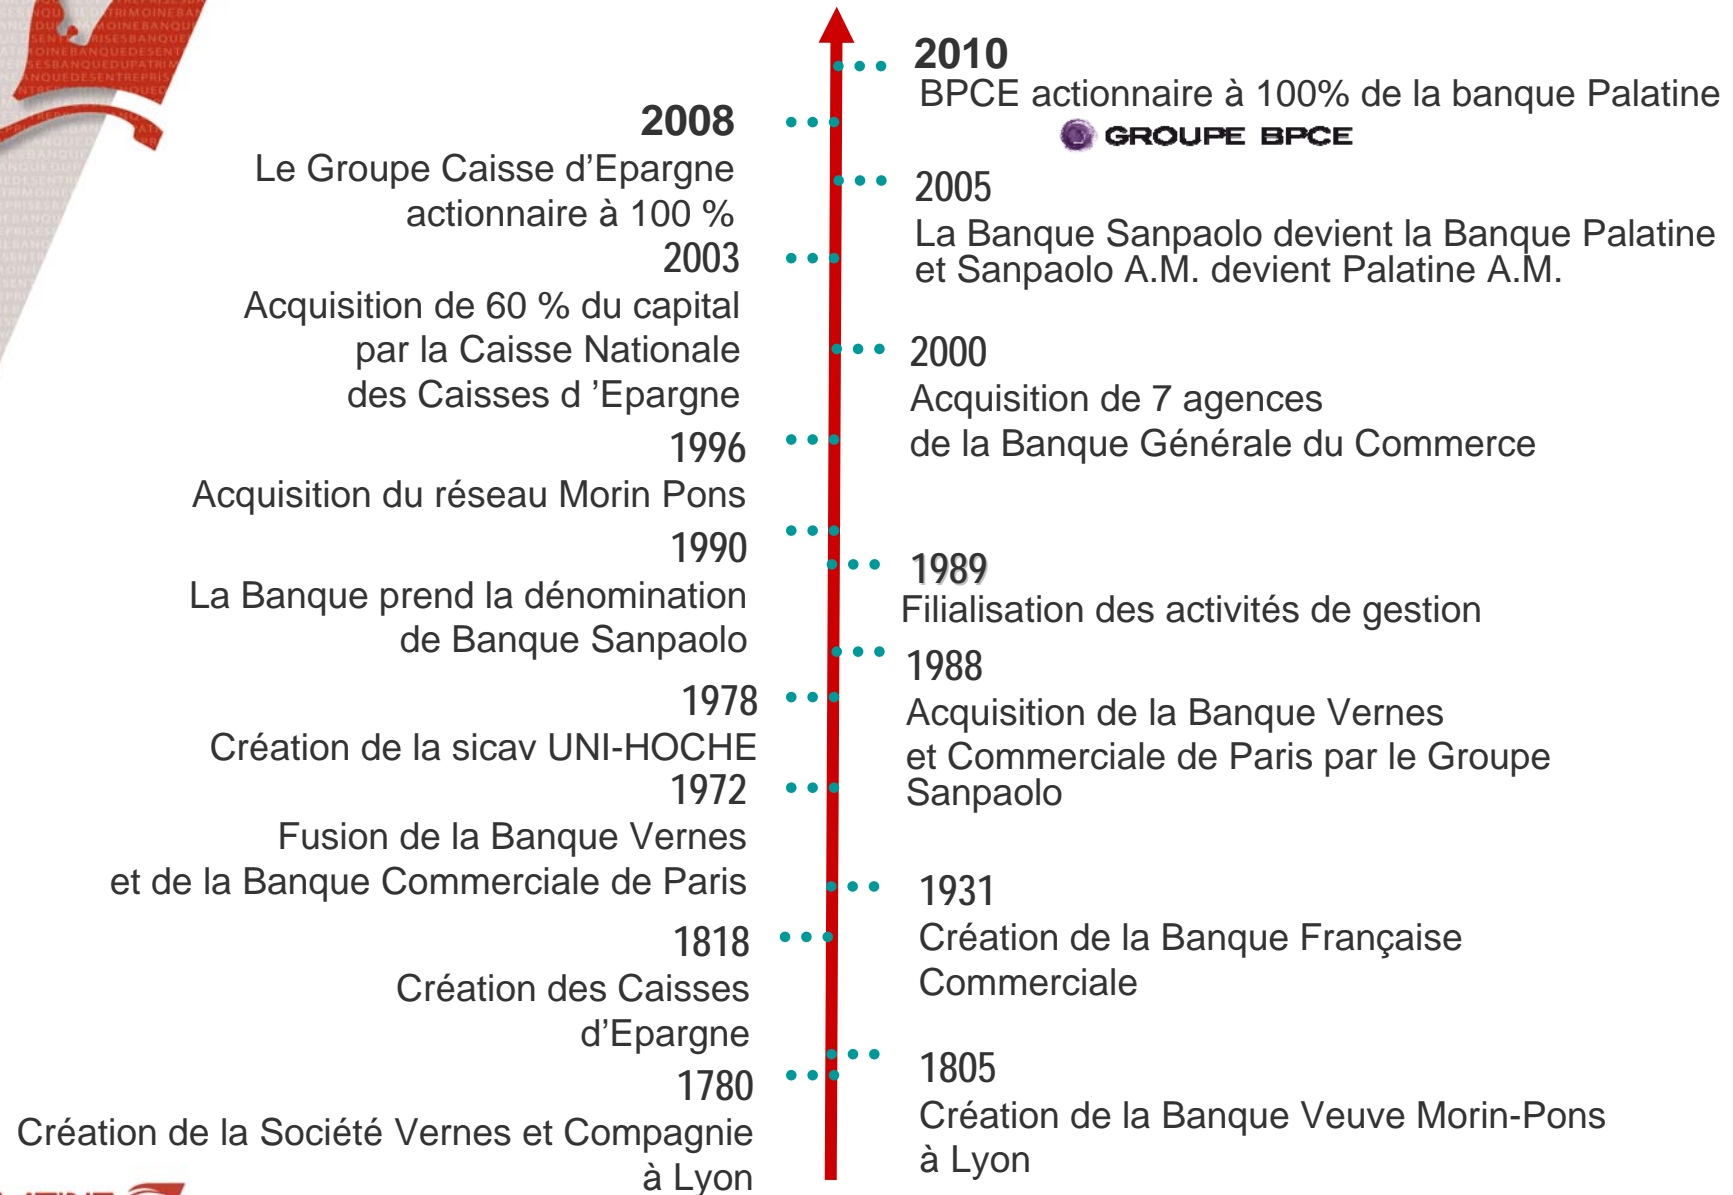 2010
BPCE actionnaire à 100% de la banque Palatine
GROUPE BPCE
2008
Le Groupe Caisse d’Epargne
actionnaire à 100 %
2005
La Banque Sanpaolo devient la Banque Palatine
et Sanpaolo A.M. devient Palatine A.M.
2003
Acquisition de 60 % du capital
par la Caisse Nationale
des Caisses d ’Epargne
2000
Acquisition de 7 agences
de la Banque Générale du Commerce
1996
Acquisition du réseau Morin Pons
1990
La Banque prend la dénomination
de Banque Sanpaolo
1989
Filialisation des activités de gestion
1988
Acquisition de la Banque Vernes
et Commerciale de Paris par le Groupe
Sanpaolo
1978
Création de la sicav UNI-HOCHE
1972
Fusion de la Banque Vernes
et de la Banque Commerciale de Paris
1931
Création de la Banque Française
Commerciale
1818
Création des Caisses
d’Epargne
1805
Création de la Banque Veuve Morin-Pons
à Lyon
1780
Création de la Société Vernes et Compagnie
à Lyon